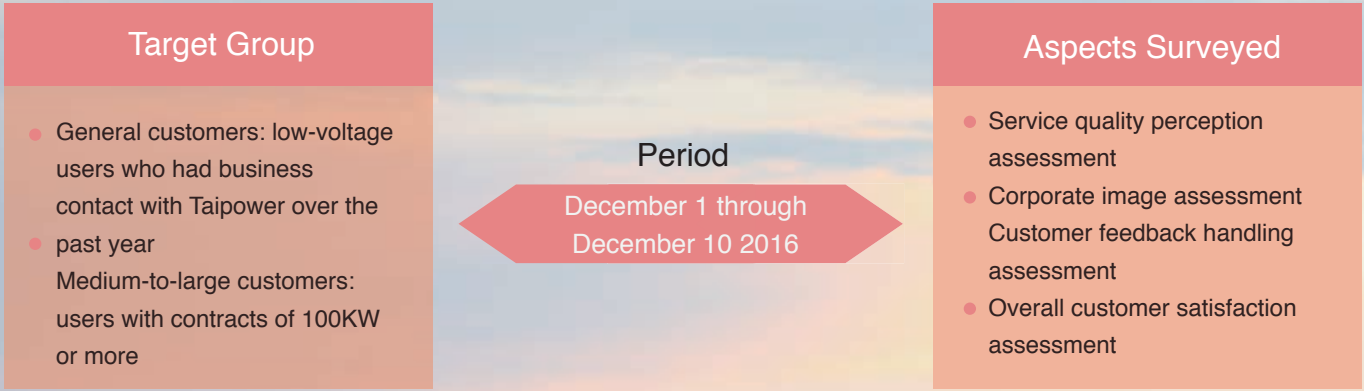 Target Group
● General customers: low-voltage
users who had business
contact with Taipower over the
● past year
Medium-to-large customers:
users with contracts of 100KW
or more
Period
December 1 through
December 10 2016
Aspects Surveyed
● Service quality perception
assessment
● Corporate image assessment
Customer feedback handling
assessment
● Overall customer satisfaction
assessment